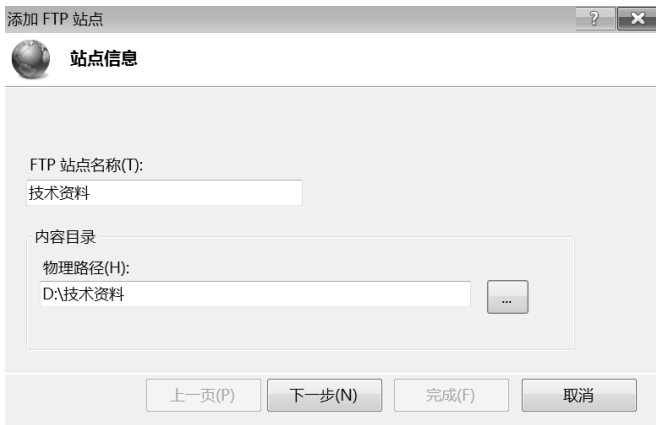 添加 FTP 站点
站点信息
FTP 站点名称(T):
技术资料
内容目录
物理路径(H):
D:\技术资料
...
上一页(P) 下一步(N) 完成(F) 取消